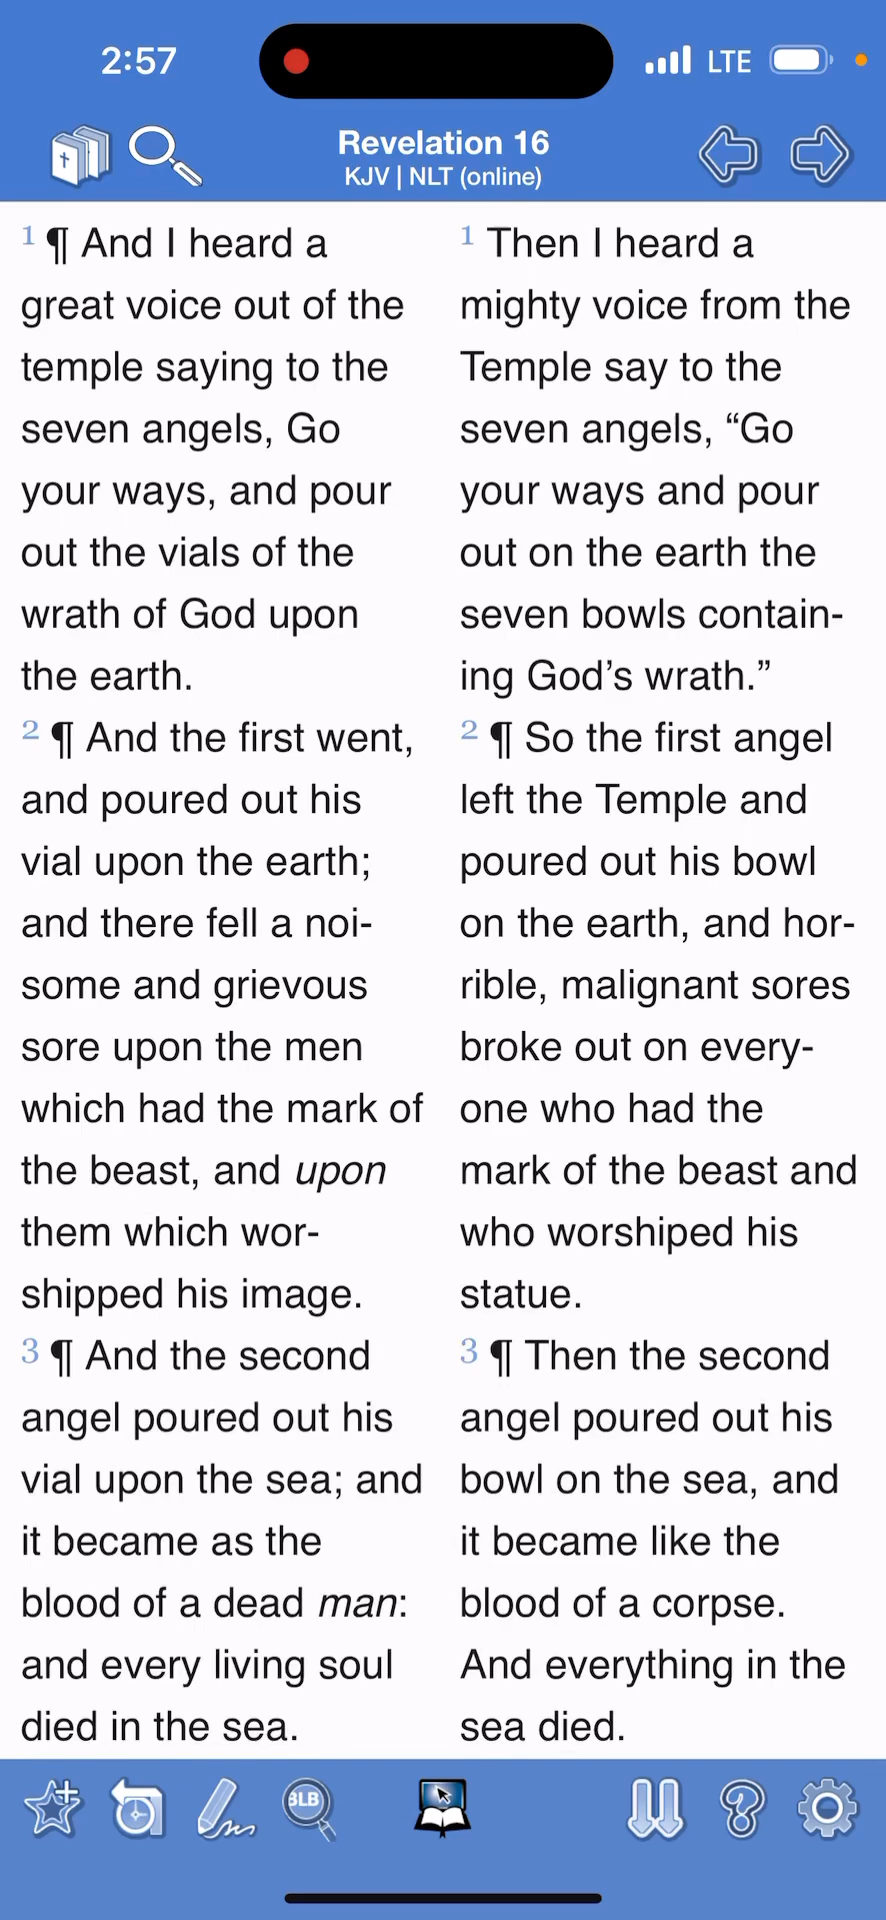 2:57
LTE
Revelation 16
KJV | NLT (online)
1 ¶ And I heard a
great voice out of the
temple saying to the
seven angels, Go
your ways, and pour
out the vials of the
wrath of God upon
the earth.
2 ¶ And the first went,
and poured out his
vial upon the earth;
and there fell a noi-
some and grievous
sore upon the men
which had the mark of
the beast, and upon
them which wor-
shipped his image.
3 ¶ And the second
angel poured out his
vial upon the sea; and
it became as the
blood of a dead man:
and every living soul
died in the sea.
1 Then I heard a
mighty voice from the
Temple say to the
seven angels, “Go
your ways and pour
out on the earth the
seven bowls contain-
ing God’s wrath.”
2 ¶ So the first angel
left the Temple and
poured out his bowl
on the earth, and hor-
rible, malignant sores
broke out on every-
one who had the
mark of the beast and
who worshiped his
statue.
3 ¶ Then the second
angel poured out his
bowl on the sea, and
it became like the
blood of a corpse.
And everything in the
sea died.
BLB